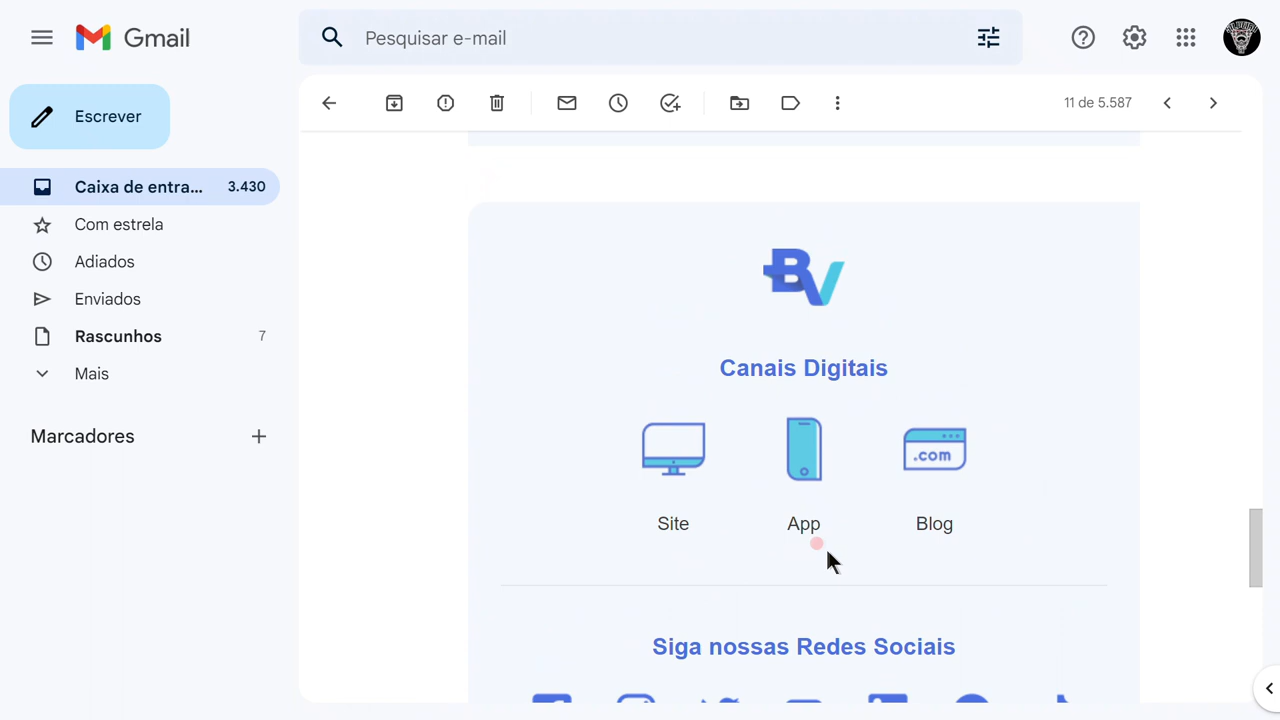 Gmail
Pesquisar e-mail
Escrever
11 de 5.587
Caixa de entra... 3.430
Com estrela
Adiados
Enviados
Rascunhos 7
Mais
Marcadores
BV
Canais Digitais
.com
Site App Blog
Siga nossas Redes Sociais